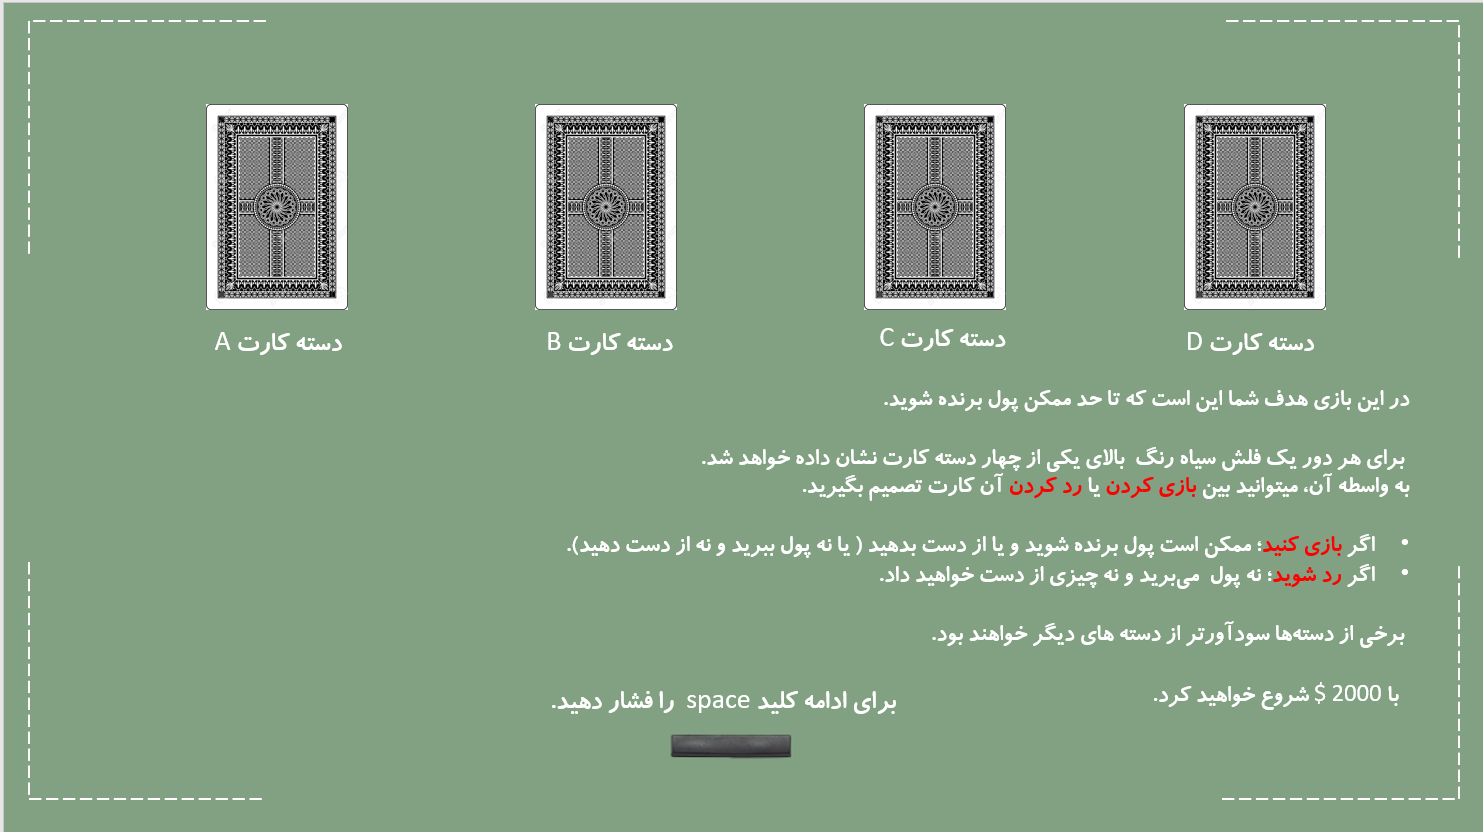 دسته کارت A
دسته کارت B
دسته کارت C
دسته کارت D
در این بازی هدف شما این است که تا حد ممکن پول برنده شوید.
برای هر دور یک فلش سیاه رنگ بالای یکی از چهار دسته کارت نشان داده خواهد شد.
به واسطه آن، میتوانید بین بازی کردن یا رد کردن آن کارت تصمیم بگیرید.
• اگر بازی کنید؛ ممکن است پول برنده شوید و یا از دست بدهید ( یا نه پول ببرید و نه از دست دهید).
• اگر رد شوید؛ نه پول می‌برید و نه چیزی از دست خواهید داد.
برخی از دسته‌ها سودآورتر از دسته های دیگر خواهند بود.
با 2000 $ شروع خواهید کرد.
برای ادامه کلید space را فشار دهید.